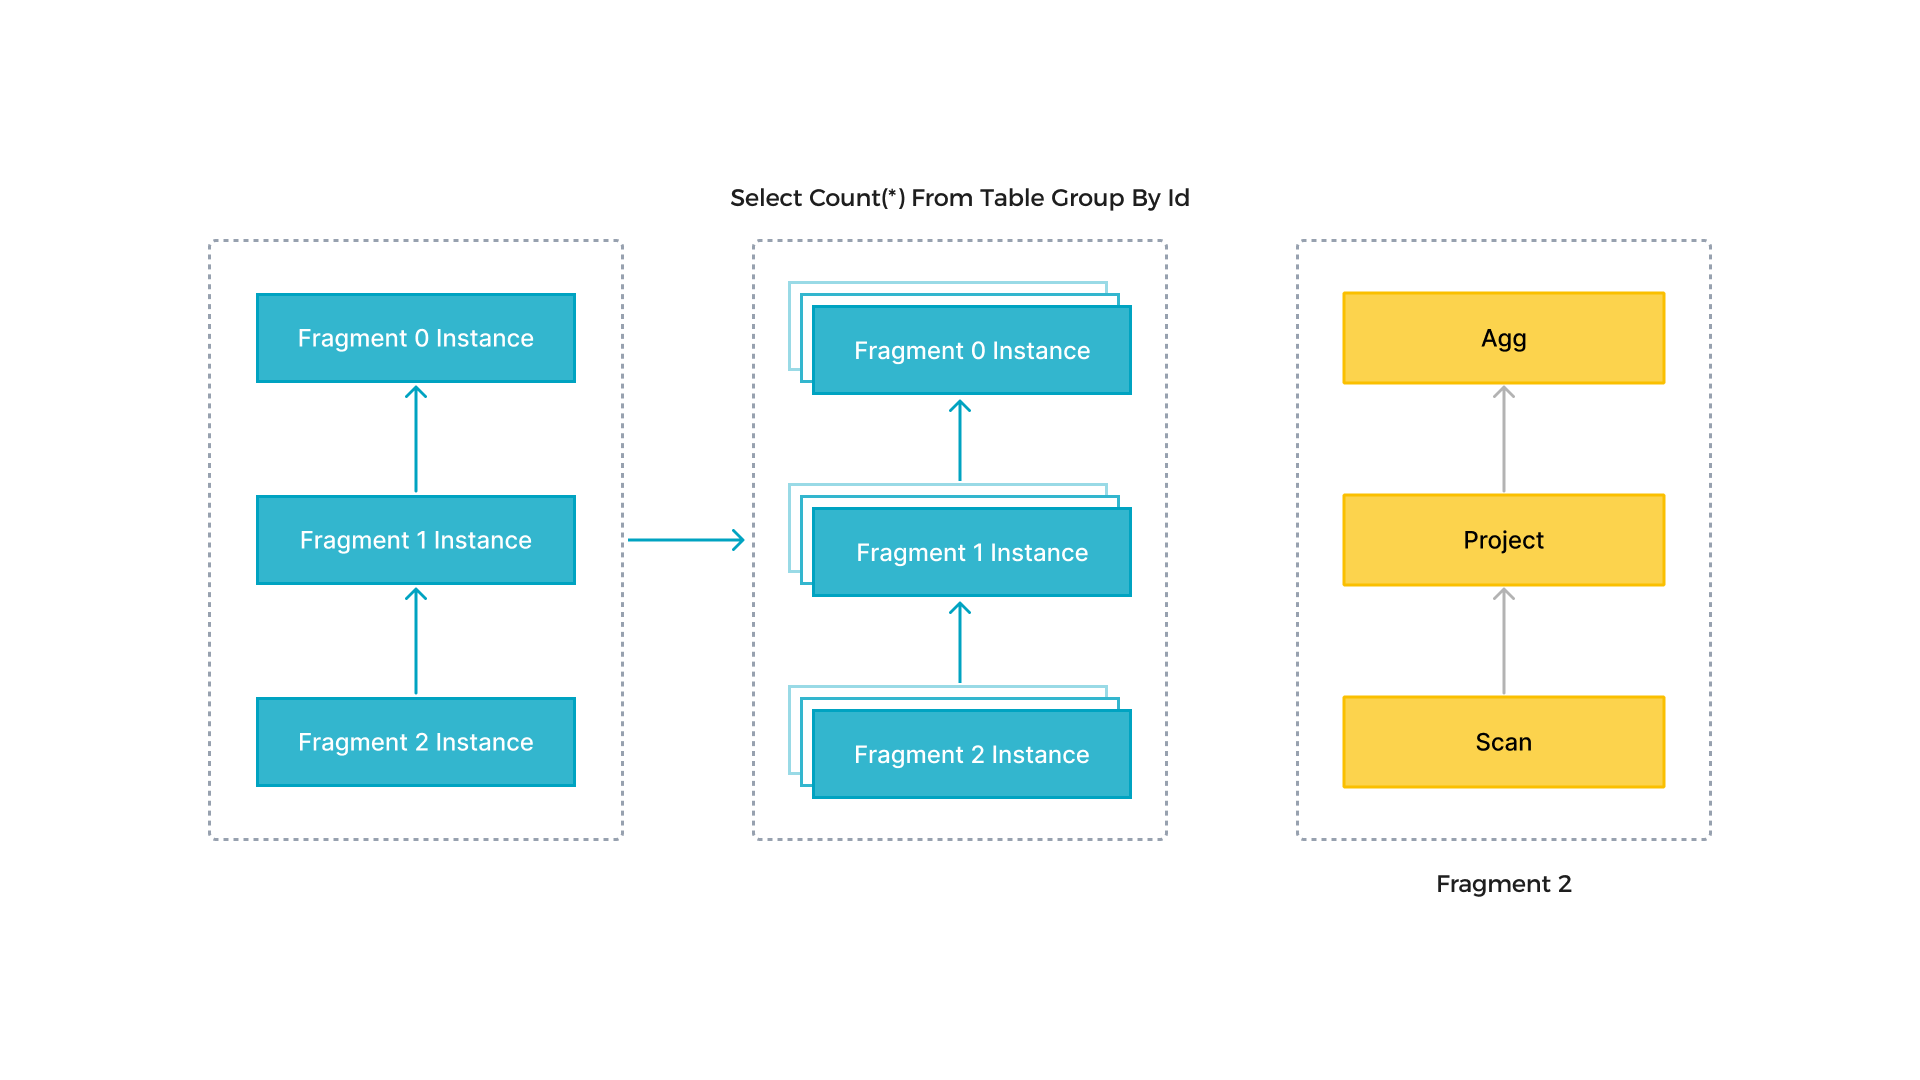 Select Count(*) From Table Group By Id
Fragment 0 Instance
Fragment 1 Instance
Fragment 2 Instance
Fragment 0 Instance
Fragment 1 Instance
Fragment 2 Instance
Agg
Project
Scan
Fragment 2